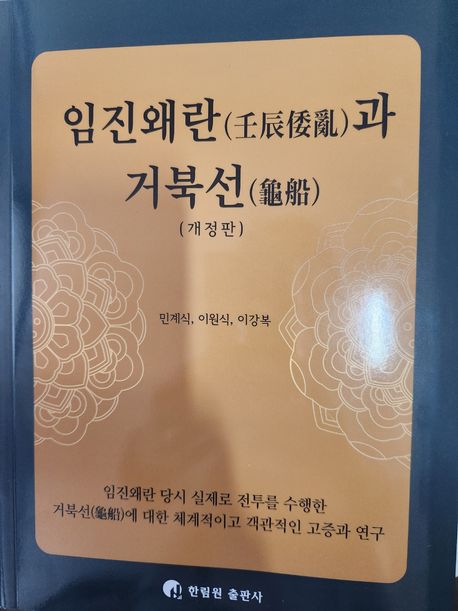 임진왜란(壬辰倭亂)과
거북선(龜船)
(개정판)
민계식, 이원식, 이강복
임진왜란 당시 실제로 전투를 수행한
거북선(龜船)에 대한 체계적이고 객관적인 고증과 연구
한림원 출판사